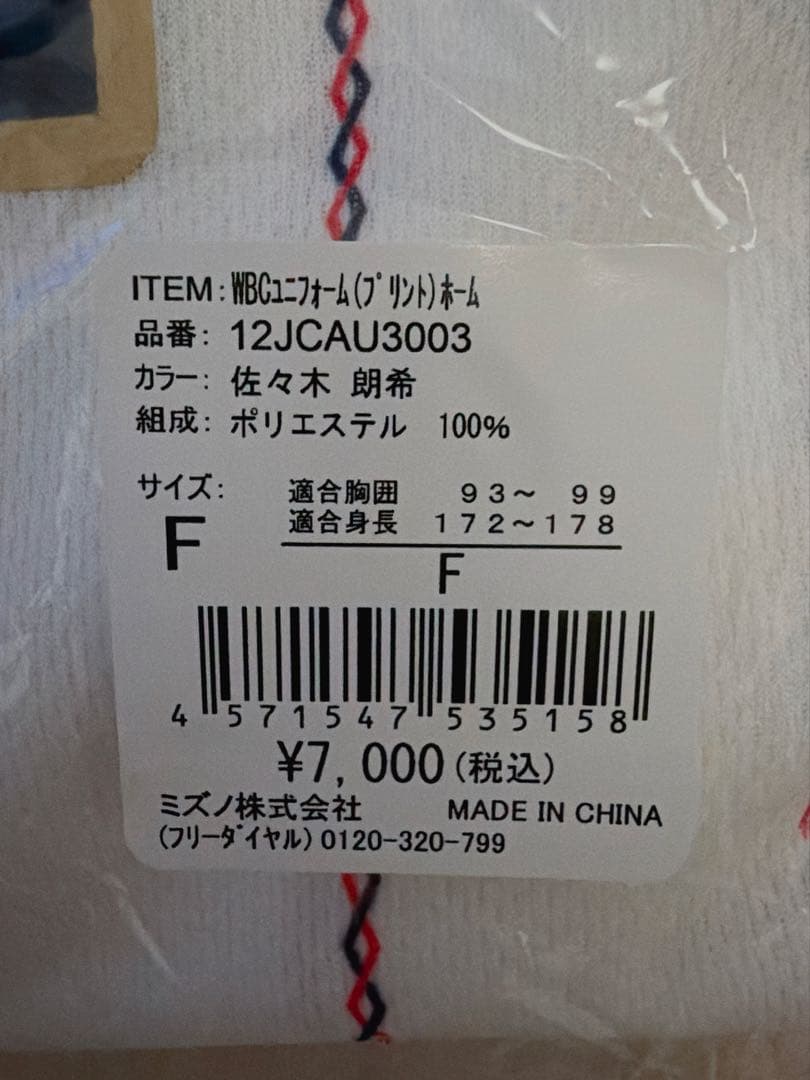 ITEM:WBCﾕﾆﾌｫｰﾑ(ﾌﾟﾘﾝﾄ)ﾎｰﾑ
品番: 12JCAU3003
カラー: 佐々木 朗希
組成: ポリエステル 100%
サイズ: 適合胸囲 93～ 99
適合身長 172～178
F
F
4 571547 535158
¥7,000(税込)
ミズノ株式会社 MADE IN CHINA
(フリーダイヤル)0120-320-799